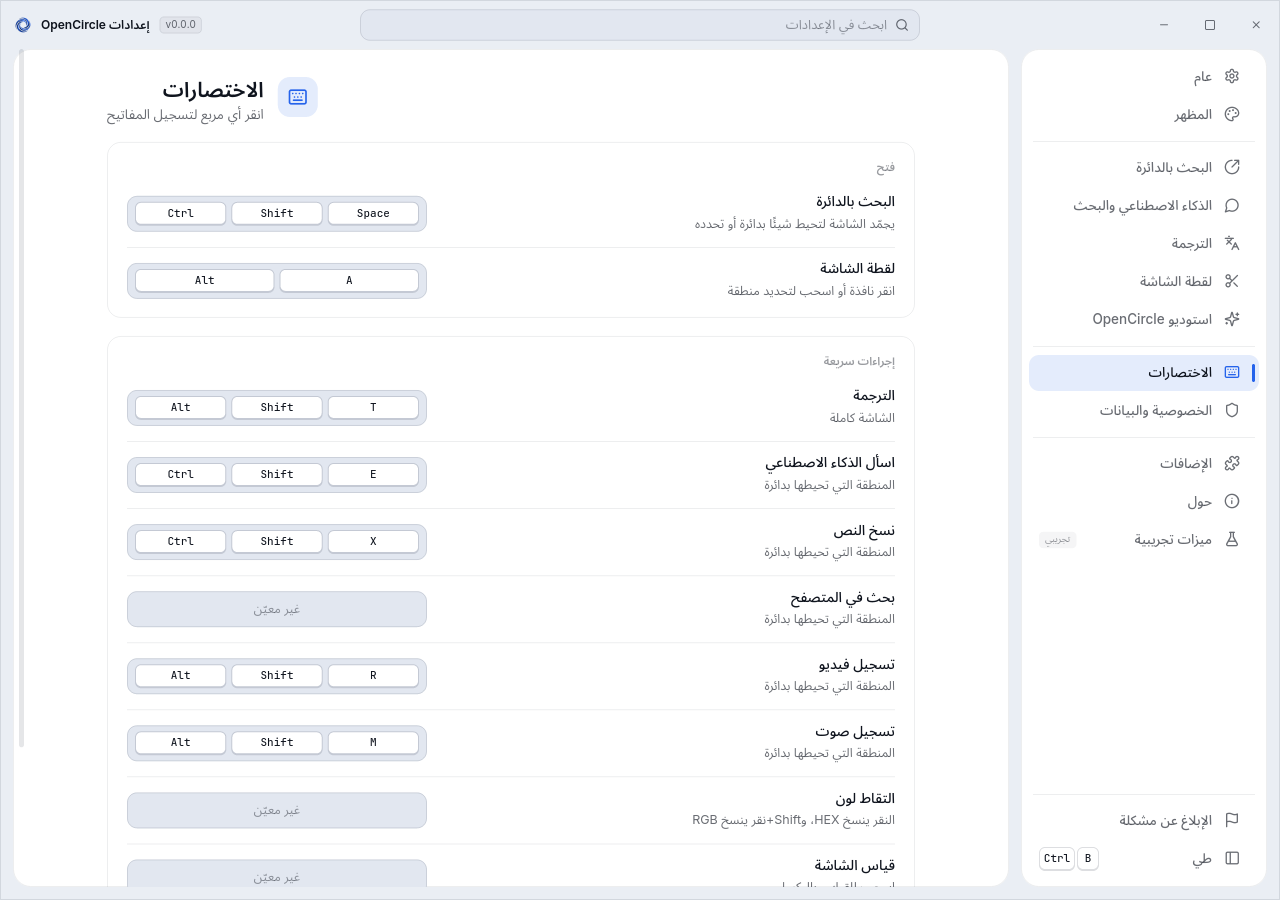 إعدادات OpenCircle
v0.0.0
ابحث في الإعدادات
عام
المظهر
البحث بالدائرة
الذكاء الاصطناعي والبحث
الترجمة
لقطة الشاشة
استوديو OpenCircle
الاختصارات
الخصوصية والبيانات
الإضافات
حول
ميزات تجريبية
تجريبي
الإبلاغ عن مشكلة
طي
Ctrl B
الاختصارات
انقر أي مربع لتسجيل المفاتيح
فتح
البحث بالدائرة
يجمّد الشاشة لتحيط شيئًا بدائرة أو تحدده
Ctrl Shift Space
لقطة الشاشة
انقر نافذة أو اسحب لتحديد منطقة
Alt A
إجراءات سريعة
الترجمة
الشاشة كاملة
Alt Shift T
اسأل الذكاء الاصطناعي
المنطقة التي تحيطها بدائرة
Ctrl Shift E
نسخ النص
المنطقة التي تحيطها بدائرة
Ctrl Shift X
بحث في المتصفح
المنطقة التي تحيطها بدائرة
غير معيّن
تسجيل فيديو
المنطقة التي تحيطها بدائرة
Alt Shift R
تسجيل صوت
المنطقة التي تحيطها بدائرة
Alt Shift M
التقاط لون
النقر ينسخ HEX، وShift+نقر ينسخ RGB
غير معيّن
قياس الشاشة
غير معيّن